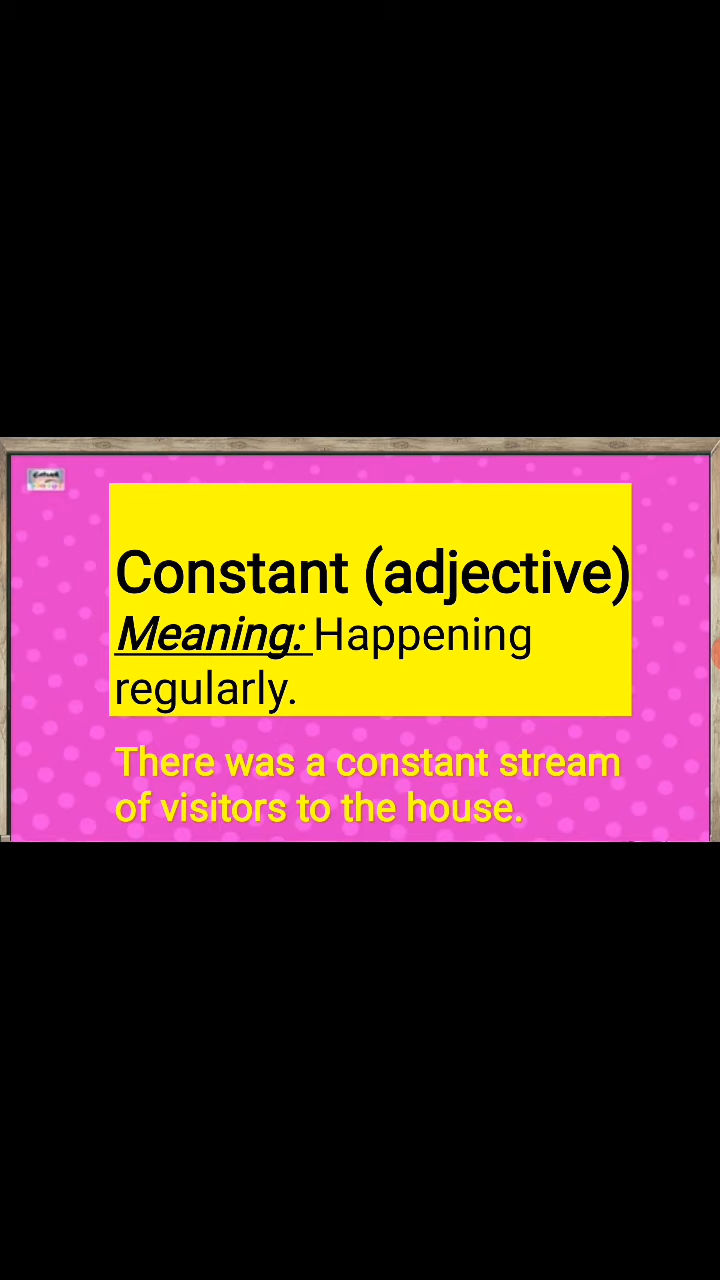 Constant (adjective)
Meaning: Happening
regularly.
There was a constant stream
of visitors to the house.